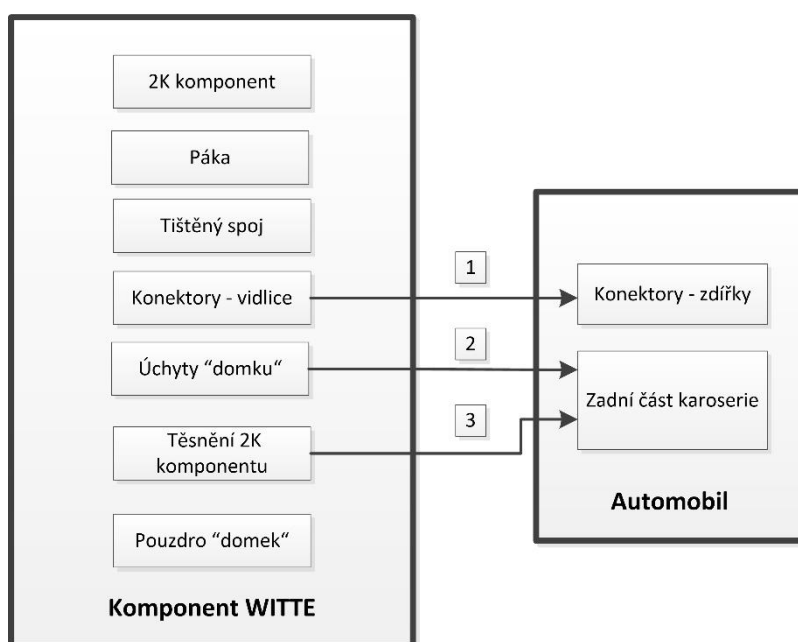 2K komponent
Páka
Tištěný spoj
Konektory - vidlice
Úchyty “domku“
Těsnění 2K
komponentu
Pouzdro “domek“
Komponent WITTE
1
2
3
Konektory - zdířky
Zadní část karoserie
Automobil